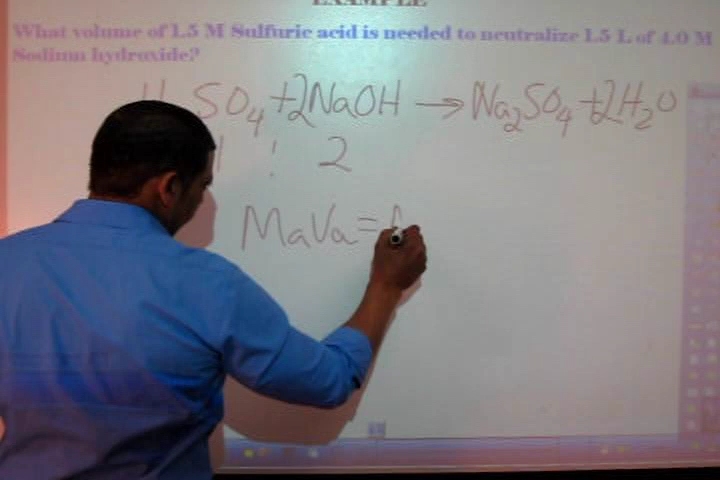 EXAMPLE
What volume of 1.5 M Sulfuric acid is needed to neutralize 1.5 L of 4.0 M
Sodium hydroxide?
H SO4 + 2NaOH → Na2SO4 + 2H2O
1 : 2
MaVa =